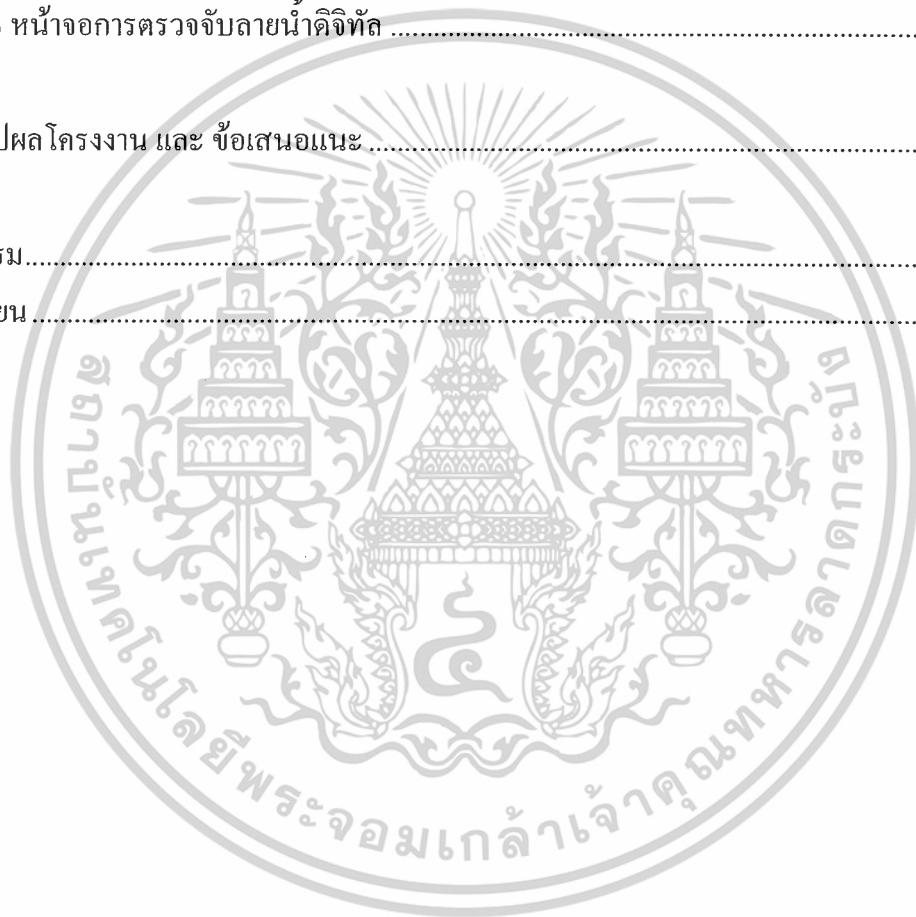 หน้าจอการตรวจจับลายน้ำดิจิทัล ........................................................
ปผลโครงงาน และ ข้อเสนอแนะ ........................................................
รม........................................................
ยน ........................................................
สถาบันเทคโนโลยีพระจอมเกล้าเจ้าคุณทหารลาดกระบัง
๔